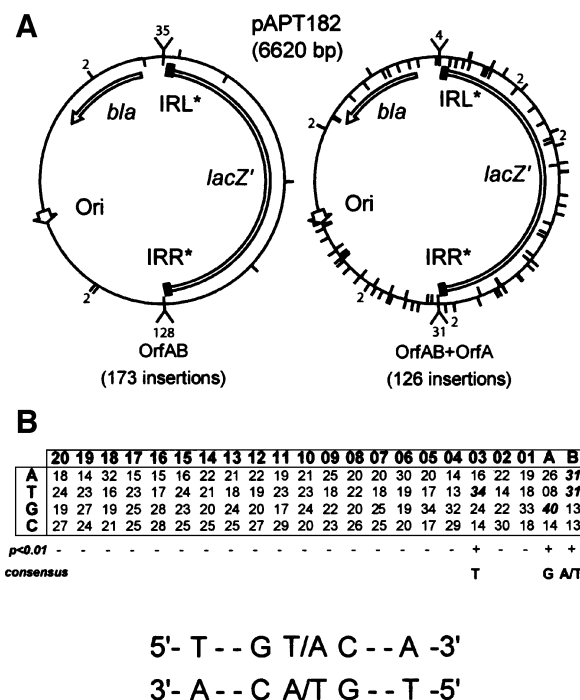 A
pAPT182
(6620 bp)
35
2
bla
IRL*
lacZ'
Ori
IRR*
2
128
OrfAB
(173 insertions)
4
2
2
2
bla
IRL*
lacZ'
Ori
IRR*
2
2
31
OrfAB+OrfA
(126 insertions)
B
20 19 18 17 16 15 14 13 12 11 10 09 08 07 06 05 04 03 02 01 A B
A 18 14 32 15 15 16 22 21 22 19 21 25 20 20 30 20 14 16 22 19 26 31
T 24 23 16 23 17 24 21 18 19 23 23 18 22 18 19 17 13 34 14 18 08 31
G 19 27 19 25 28 23 20 24 20 17 24 22 20 25 19 34 32 24 22 33 40 13
C 27 24 21 25 28 25 25 25 27 29 20 23 26 25 20 17 29 14 30 18 14 13
p<0.01 - - - - - - - - - - - - - - - - - + - - + +
consensus T G A/T
5'- T - - G T/A C - - A -3'
3'- A - - C A/T G - - T -5'